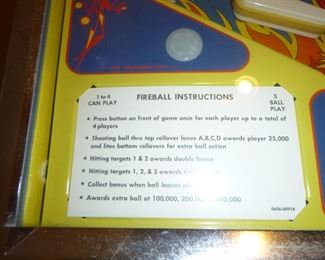 1 to 4
CAN PLAY
FIREBALL INSTRUCTIONS
5
BALL
PLAY
★ Press button on front of game once for each player up to a total of
4 players
★ Shooting ball thru top rollover lanes A,B,C,D awards player 25,000
and lites bottom rollovers for extra ball action
★ Hitting targets 1 & 2 awards double bonus
★ Hitting targets 1, 2, & 3 awards
★ Collect bonus when ball leaves
★ Awards extra ball at 100,000, 200,000
0606-00914